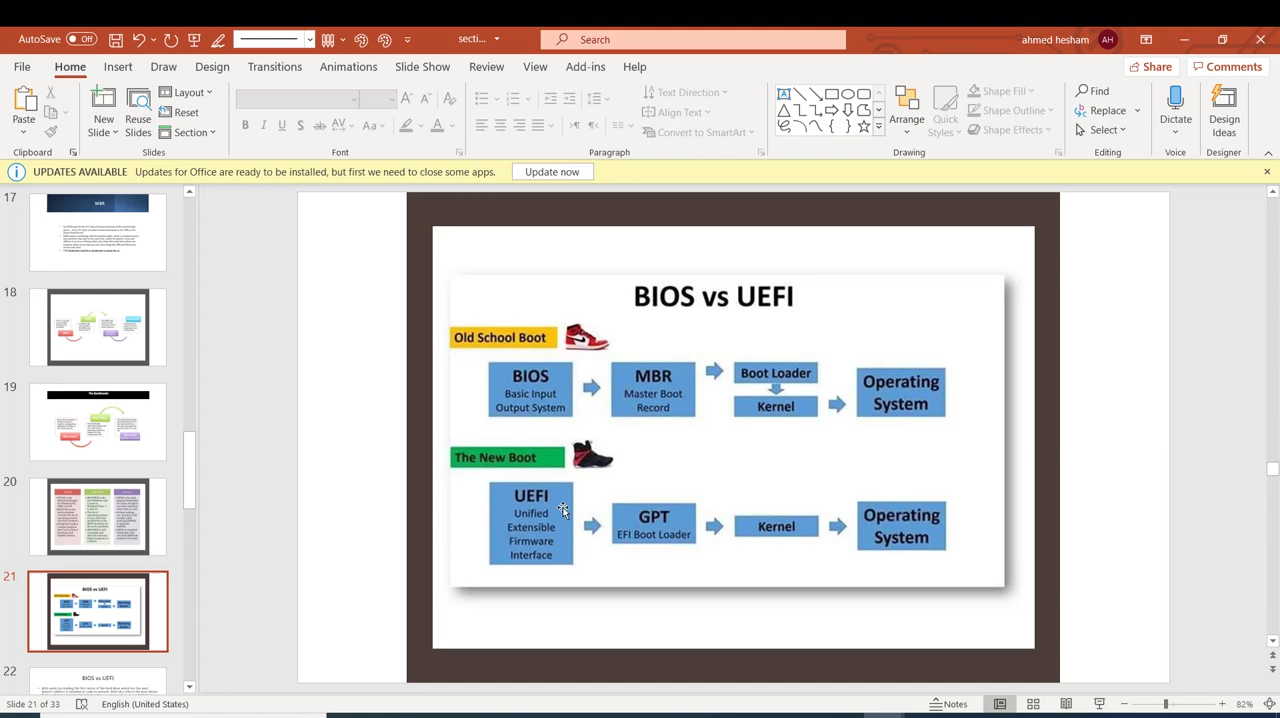 AutoSave Off
secti...
Search
ahmed hesham AH
File Home Insert Draw Design Transitions Animations Slide Show Review View Add-ins Help
Share Comments
Paste
New Slide
Reuse Slides
Layout
Reset
Section
B I U S ab AV Aa A
Text Direction
Align Text
Convert to SmartArt
Arrange
Quick Styles
Shape Fill
Shape Outline
Shape Effects
Find
Replace
Select
Dictate
Design Ideas
Clipboard Slides Font Paragraph Drawing Editing Voice Designer
UPDATES AVAILABLE Updates for Office are ready to be installed, but first we need to close some apps. Update now
17
MBR
18
19
20
21
BIOS vs UEFI
22
BIOS vs UEFI
BIOS vs UEFI
Old School Boot
BIOS
Basic Input
Output System
MBR
Master Boot
Record
Boot Loader
Kernel
Operating
System
The New Boot
UEFI
Unified
Extensible
Firmware
Interface
GPT
EFI Boot Loader
Kernel
Operating
System
Slide 21 of 33 English (United States) Notes 82%